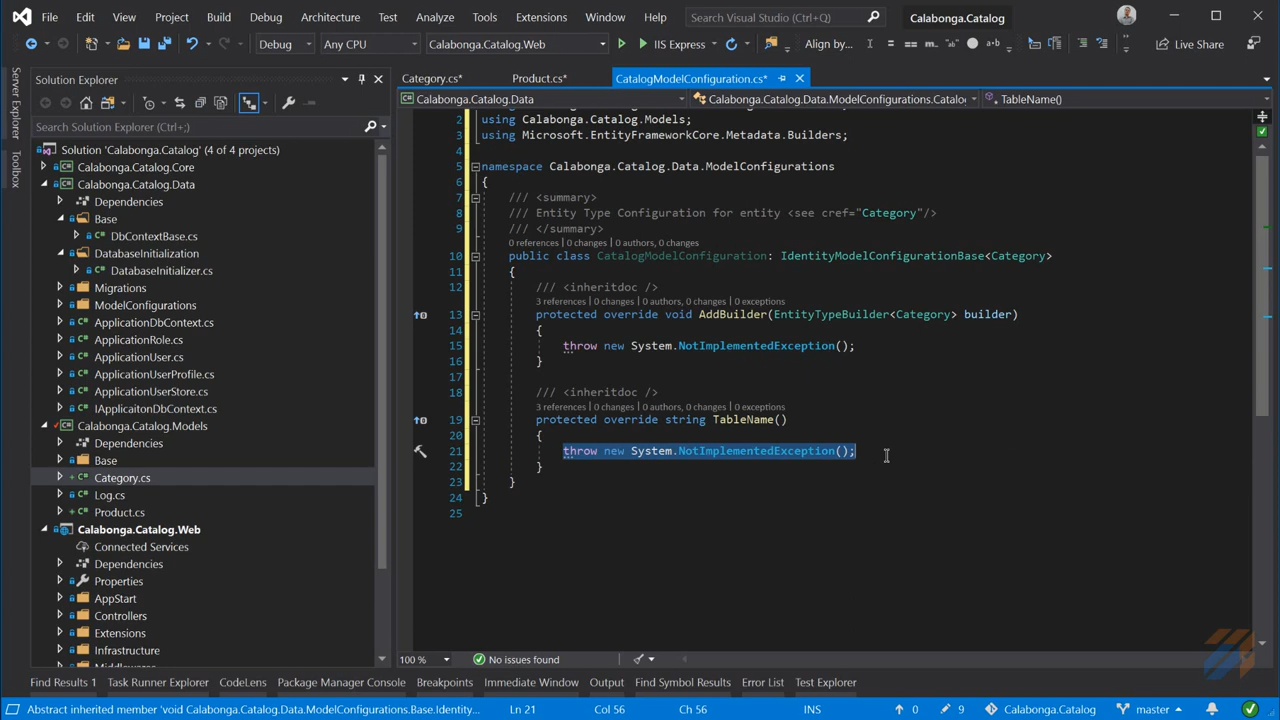 File Edit View Project Build Debug Architecture Test Analyze Tools Extensions Window Help Search Visual Studio (Ctrl+Q) Calabonga.Catalog
Debug Any CPU Calabonga.Catalog.Web IIS Express Align by... Live Share
Server Explorer
Toolbox
Solution Explorer
Search Solution Explorer (Ctrl+;)
Solution 'Calabonga.Catalog' (4 of 4 projects)
Calabonga.Catalog.Core
Calabonga.Catalog.Data
Dependencies
Base
DbContextBase.cs
DatabaseInitialization
DatabaseInitializer.cs
Migrations
ModelConfigurations
ApplicationDbContext.cs
ApplicationRole.cs
ApplicationUser.cs
ApplicationUserProfile.cs
ApplicationUserStore.cs
IApplicaitonDbContext.cs
Calabonga.Catalog.Models
Dependencies
Base
Category.cs
Log.cs
Product.cs
Calabonga.Catalog.Web
Connected Services
Dependencies
Properties
AppStart
Controllers
Extensions
Infrastructure
Category.cs* Product.cs* CatalogModelConfiguration.cs*
Calabonga.Catalog.Data Calabonga.Catalog.Data.ModelConfigurations.Catalo TableName()
2 using Calabonga.Catalog.Models;
3 using Microsoft.EntityFrameworkCore.Metadata.Builders;
4
5 namespace Calabonga.Catalog.Data.ModelConfigurations
6 {
7 /// <summary>
8 /// Entity Type Configuration for entity <see cref="Category"/>
9 /// </summary>
0 references | 0 changes | 0 authors, 0 changes
10 public class CatalogModelConfiguration: IdentityModelConfigurationBase<Category>
11 {
12 /// <inheritdoc />
3 references | 0 changes | 0 authors, 0 changes | 0 exceptions
13 protected override void AddBuilder(EntityTypeBuilder<Category> builder)
14 {
15 throw new System.NotImplementedException();
16 }
17
18 /// <inheritdoc />
3 references | 0 changes | 0 authors, 0 changes | 0 exceptions
19 protected override string TableName()
20 {
21 throw new System.NotImplementedException();
22 }
23 }
24 }
25
100 % No issues found
Find Results 1 Task Runner Explorer CodeLens Package Manager Console Breakpoints Immediate Window Output Find Symbol Results Error List Test Explorer
Abstract inherited member 'void Calabonga.Catalog.Data.ModelConfigurations.Base.Identity... Ln 21 Col 56 Ch 56 INS 0 9 Calabonga.Catalog master